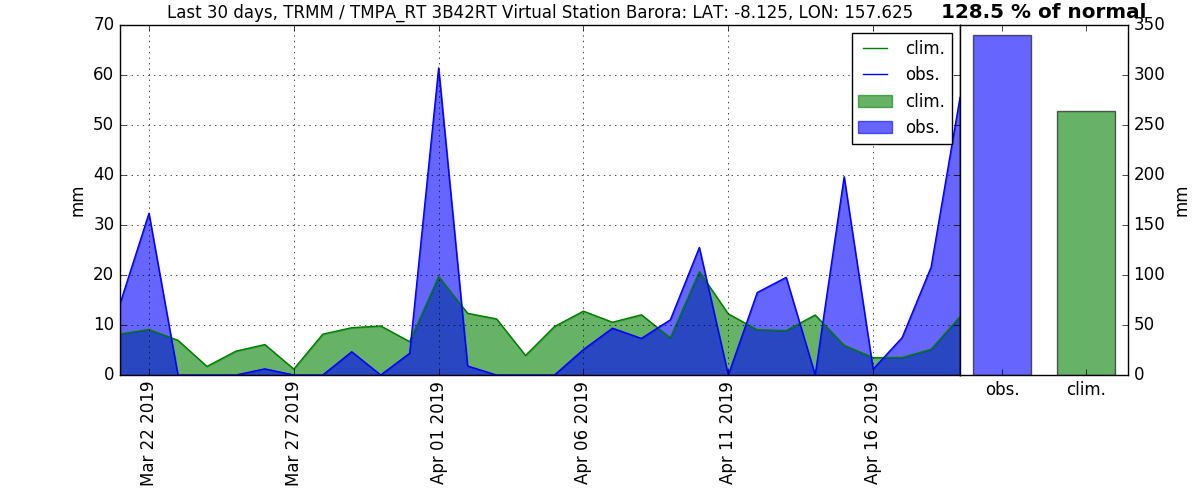 Last 30 days, TRMM / TMPA_RT 3B42RT Virtual Station Barora: LAT: -8.125, LON: 157.625
128.5 % of normal
70
60
50
40
30
20
10
0
mm
clim.
obs.
clim.
obs.
Mar 22 2019
Mar 27 2019
Apr 01 2019
Apr 06 2019
Apr 11 2019
Apr 16 2019
350
300
250
200
150
100
50
0
mm
obs.
clim.